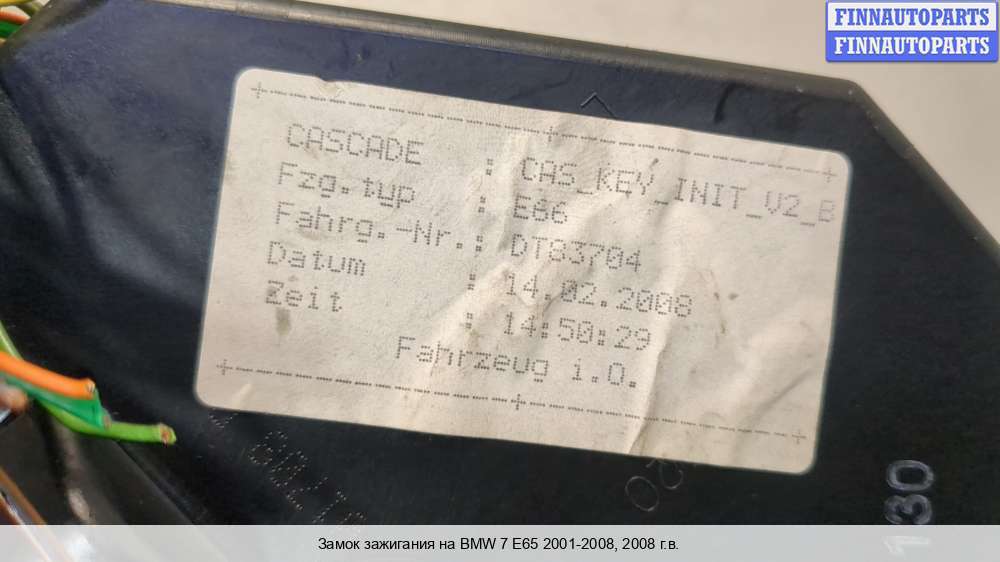 FINNAUTOPARTS
FINNAUTOPARTS
CASCADE : CAS_KEY_INIT_V2_B
Fzg.typ : E66
Fahrg.-Nr.: DT83704
Datum : 14.02.2008
Zeit : 14:50:29
Fahrzeug i.O.
130
Замок зажигания на BMW 7 E65 2001-2008, 2008 г.в.